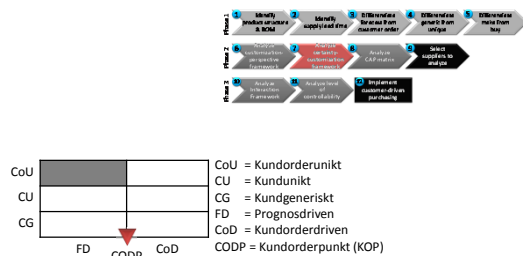 Phase 1
1 Identify product structure & BOM
2 Identify supply lead time
3 Differentiate forecast from customer order
4 Differentiate generic from unique
5 Differentiate make from buy
Phase 2
6 Analyze customization perspective framework
7 Analyze certainty-customization framework
8 Analyze CAP matrix
9 Select suppliers to analyze
Phase 3
10 Analyze interaction framework
11 Analyze level of controllability
12 Implement customer-driven purchasing
CoU
CU
CG
FD
CODP
CoD
CoU = Kundorderunikt
CU = Kundunikt
CG = Kundgeneriskt
FD = Prognosdriven
CoD = Kundorderdriven
CODP = Kundorderpunkt (KOP)